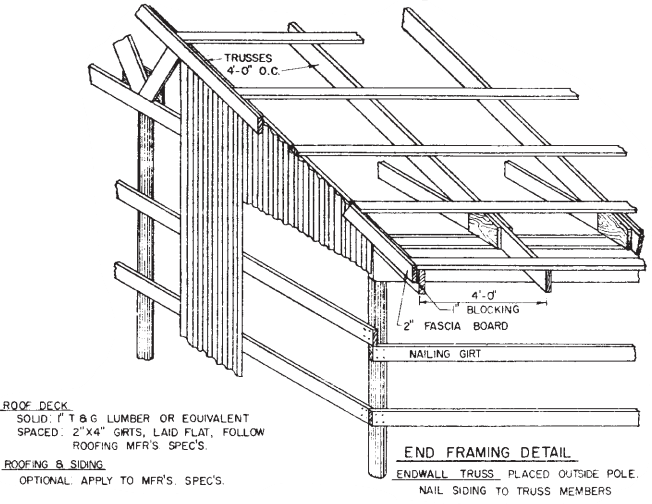 TRUSSES
4'-0" O.C.
4'-0"
1" BLOCKING
2" FASCIA BOARD
NAILING GIRT
ROOF DECK
SOLID: 1" T & G LUMBER OR EQUIVALENT
SPACED: 2"X4" GIRTS, LAID FLAT, FOLLOW
ROOFING MFR'S. SPEC'S.
ROOFING & SIDING
OPTIONAL: APPLY TO MFR'S. SPEC'S.
END FRAMING DETAIL
ENDWALL TRUSS PLACED OUTSIDE POLE.
NAIL SIDING TO TRUSS MEMBERS